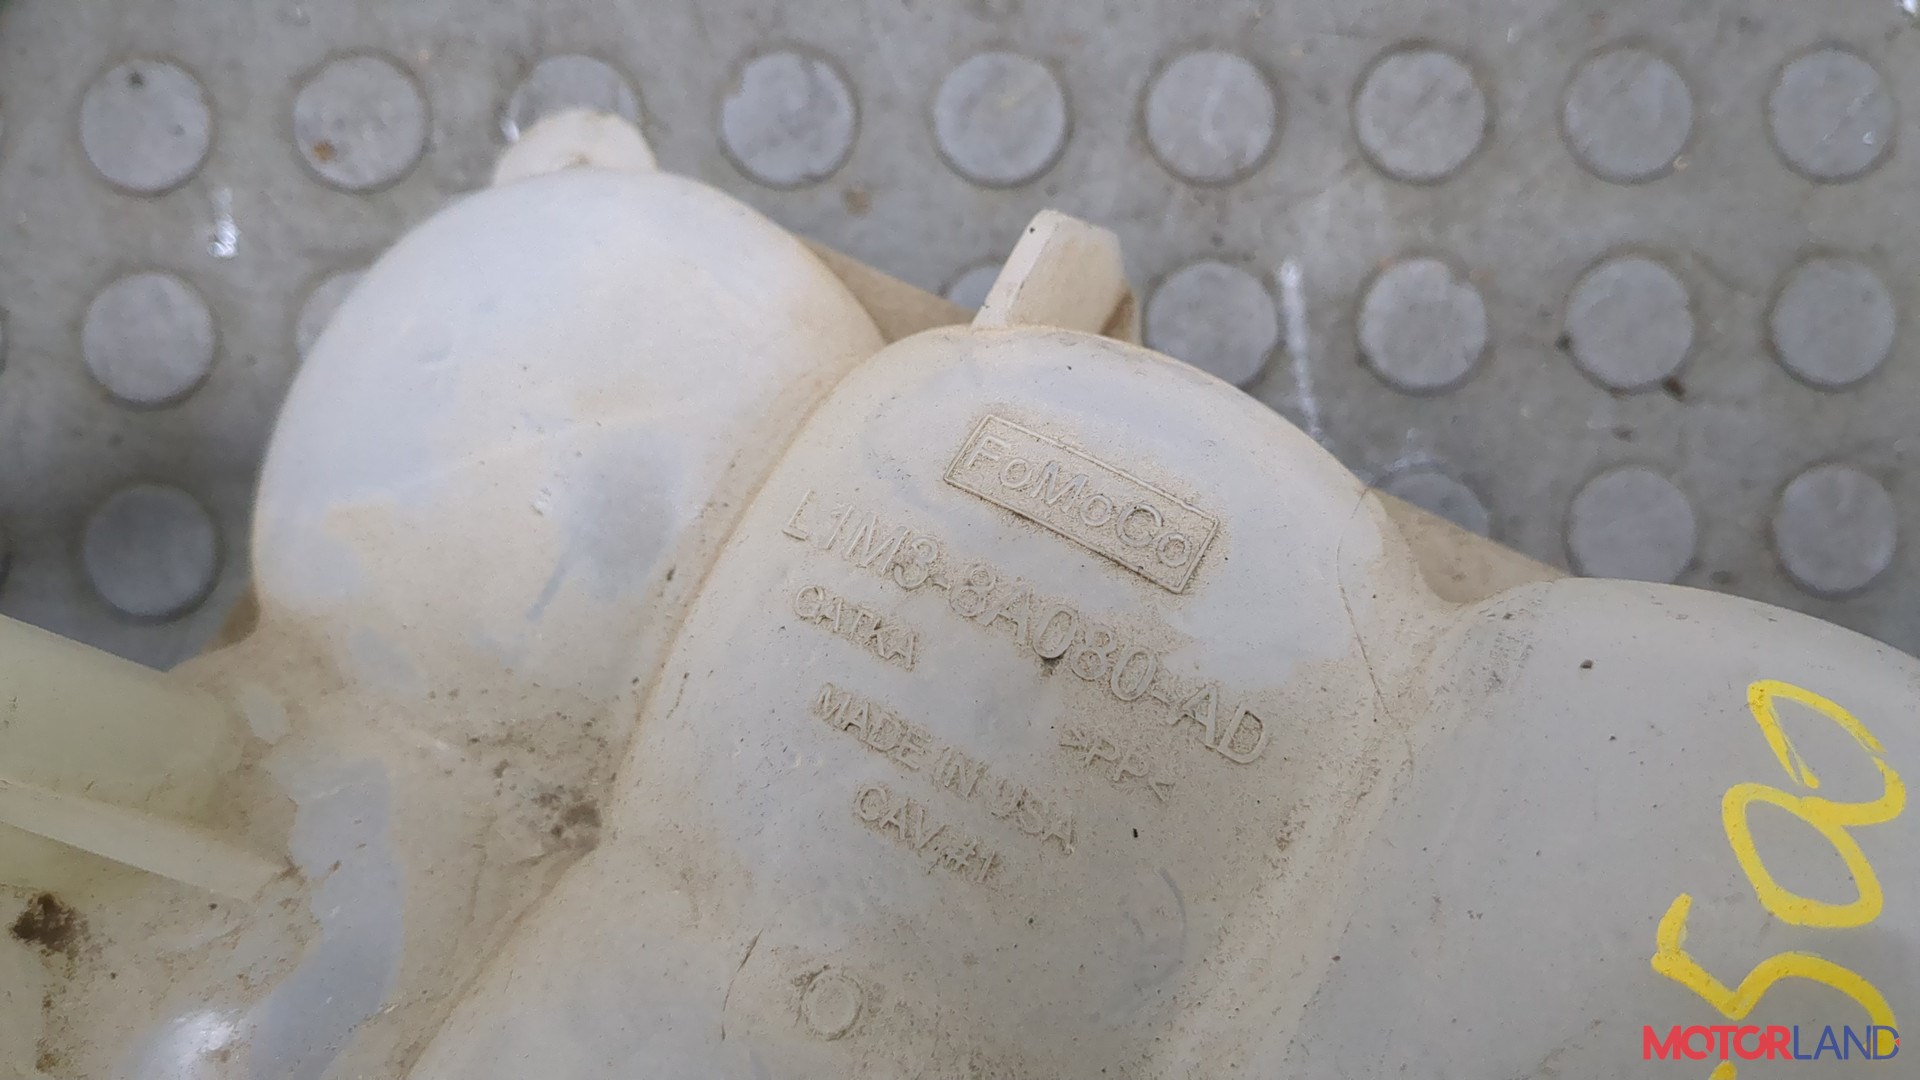 FoMoCo
L1M3-8A080-AD
CATKA
>PP<
MADE IN USA
CAV.#1
MOTORLAND